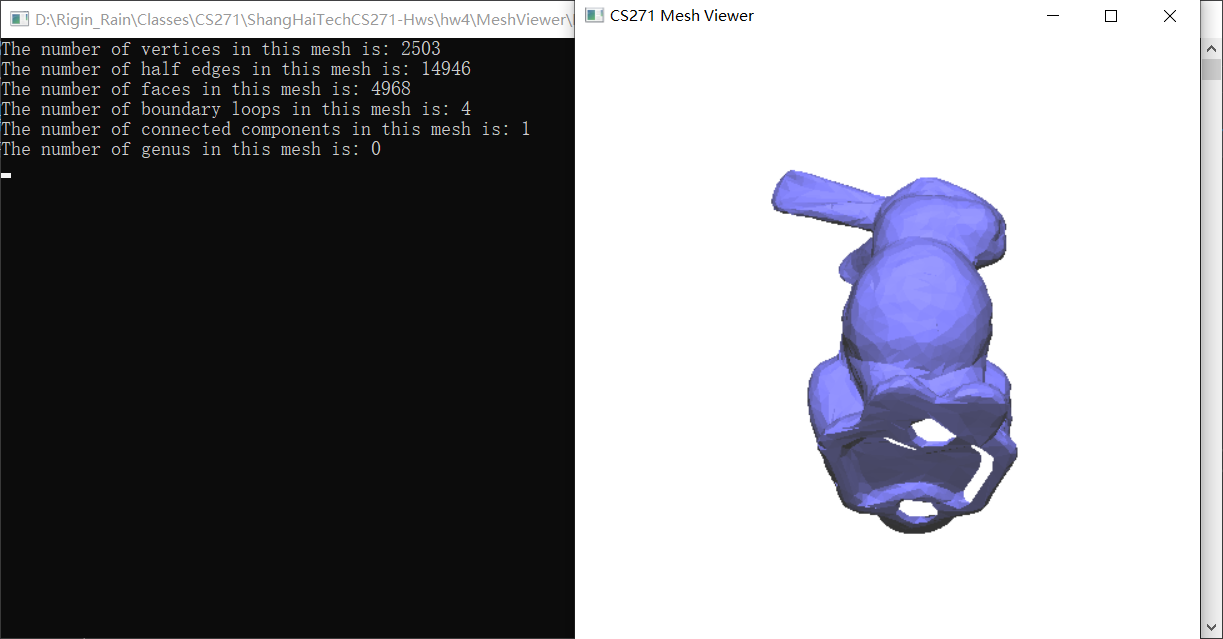 D:\Rigin_Rain\Classes\CS271\ShangHaiTechCS271-Hws\hw4\MeshViewer\
CS271 Mesh Viewer
The number of vertices in this mesh is: 2503
The number of half edges in this mesh is: 14946
The number of faces in this mesh is: 4968
The number of boundary loops in this mesh is: 4
The number of connected components in this mesh is: 1
The number of genus in this mesh is: 0